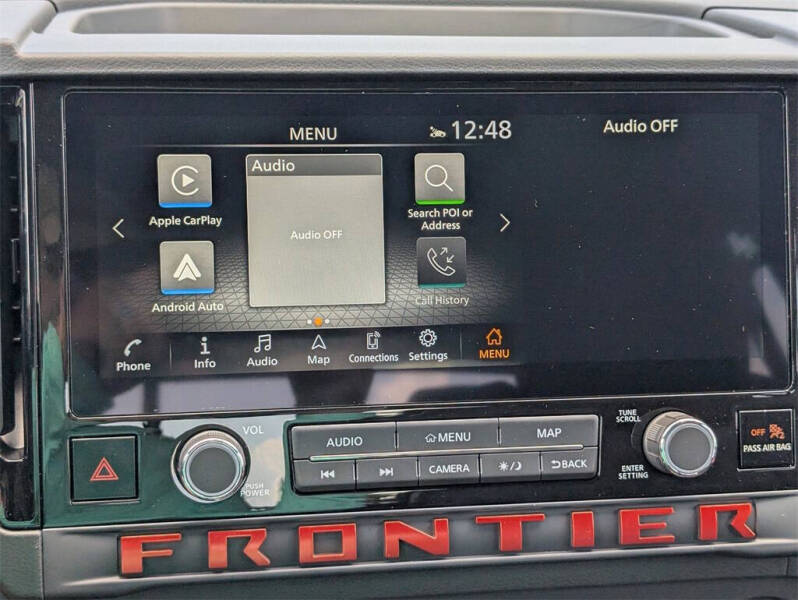 MENU
12:48
Audio OFF
Apple CarPlay
Android Auto
Audio
Audio OFF
Search POI or
Address
Call History
Phone
Info
Audio
Map
Connections
Settings
MENU
VOL
PUSH
POWER
AUDIO
MENU
MAP
CAMERA
BACK
TUNE
SCROLL
ENTER
SETTING
OFF
PASS AIR BAG
FRONTIER